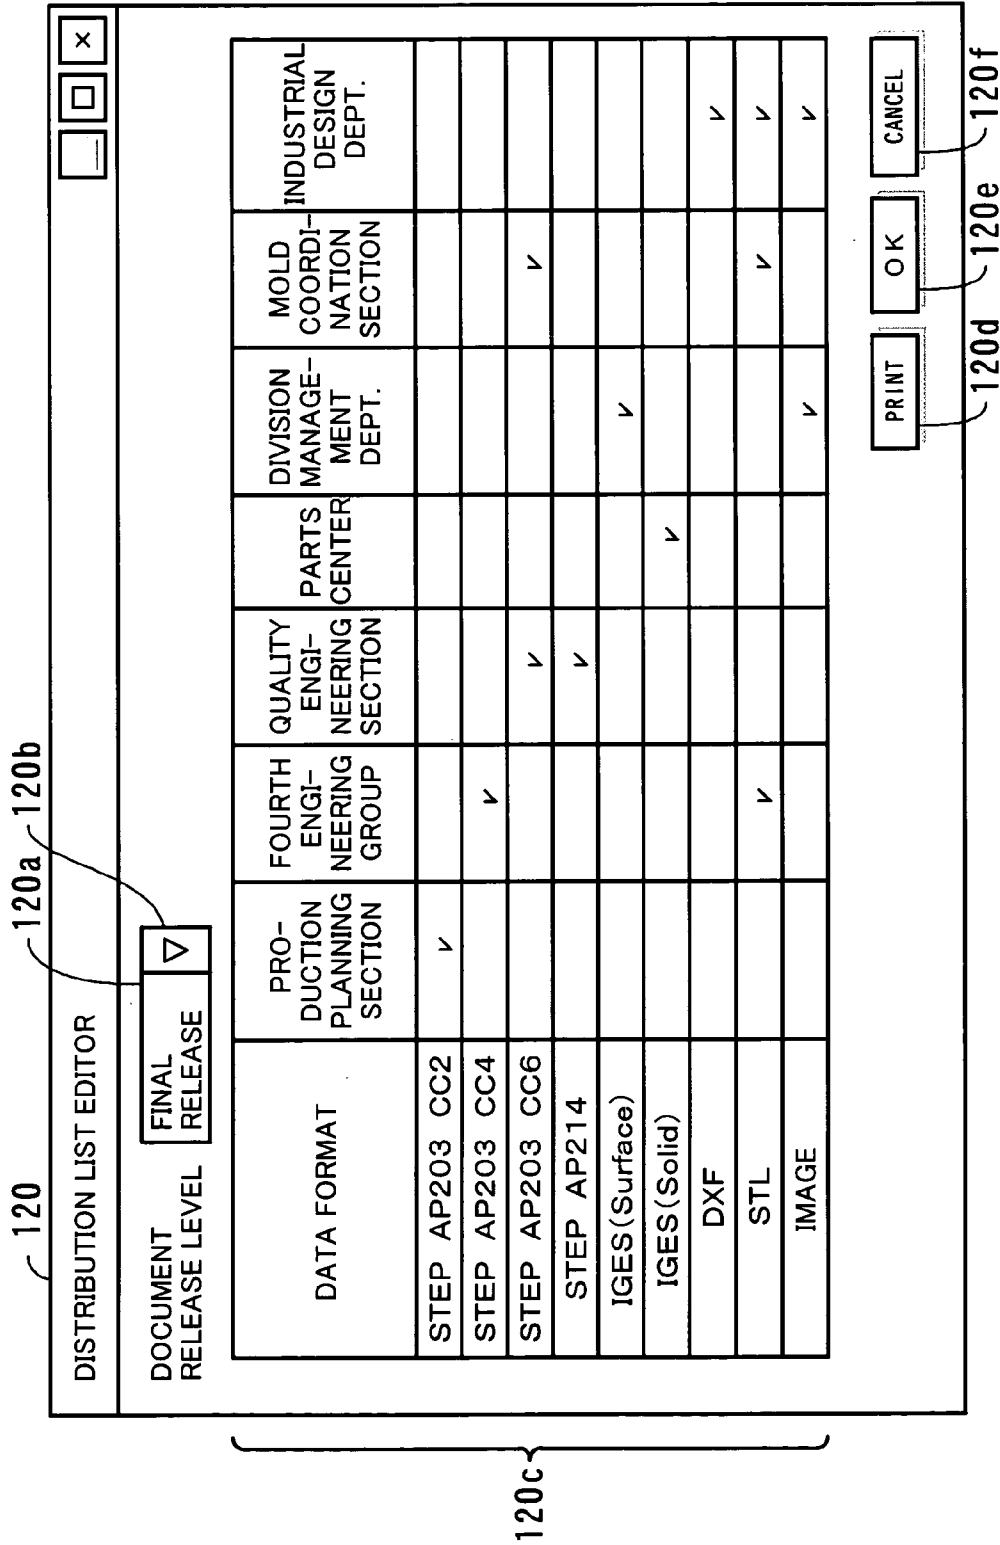 120
120a
120b
DISTRIBUTION LIST EDITOR
_ □ ×
DOCUMENT
RELEASE LEVEL
FINAL
RELEASE
▽
120c
DATA FORMAT
PRO-
DUCTION
PLANNING
SECTION
FOURTH
ENGI-
NEERING
GROUP
QUALITY
ENGI-
NEERING
SECTION
PARTS
CENTER
DIVISION
MANAGE-
MENT
DEPT.
MOLD
COORDI-
NATION
SECTION
INDUSTRIAL
DESIGN
DEPT.
STEP AP203 CC2 v
STEP AP203 CC4 v
STEP AP203 CC6 v v
STEP AP214 v
IGES(Surface) v
IGES(Solid) v
DXF v
STL v v v
IMAGE v v
PRINT
OK
CANCEL
120d
120e
120f